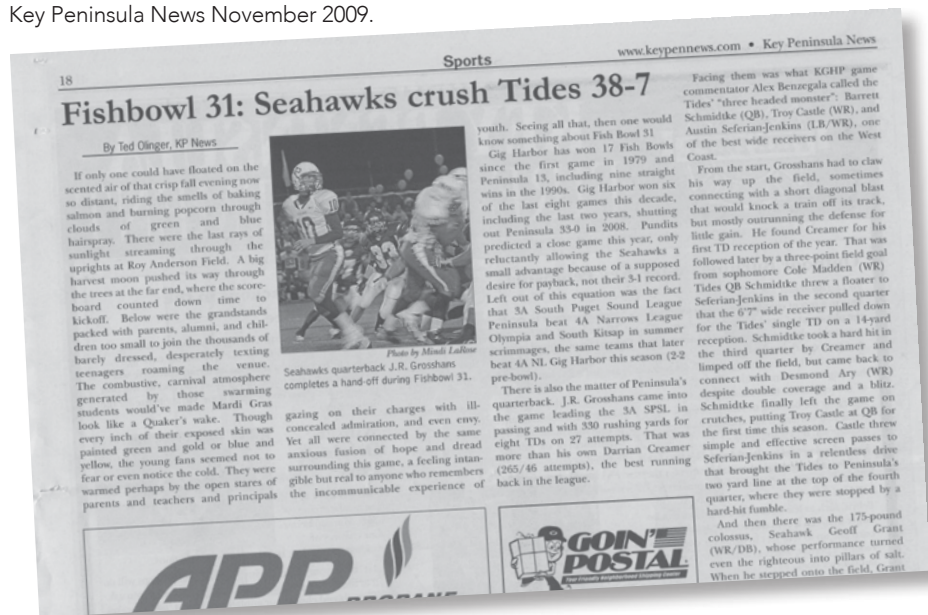 Key Peninsula News November 2009.
18
Sports
www.keypennews.com • Key Peninsula News
Fishbowl 31: Seahawks crush Tides 38-7
By Ted Olinger, KP News
If only one could have floated on the
scented air of that crisp fall evening now
so distant, riding the smells of baking
salmon and burning popcorn through
clouds of green and blue
hairspray. There were the last rays of
sunlight streaming through the
uprights at Roy Anderson Field. A big
harvest moon pushed its way through
the trees at the far end, where the score-
board counted down time to
kickoff. Below were the grandstands
packed with parents, alumni, and chil-
dren too small to join the thousands of
barely dressed, desperately texting
teenagers roaming the venue.
The combustive, carnival atmosphere
generated by those swarming
students would've made Mardi Gras
look like a Quaker's wake. Though
every inch of their exposed skin was
painted green and gold or blue and
yellow, the young fans seemed not to
fear or even notice the cold. They were
warmed perhaps by the open stares of
parents and teachers and principals
Photo by Mindi LaRose
Seahawks quarterback J.R. Grosshans
completes a hand-off during Fishbowl 31.
gazing on their charges with ill-
concealed admiration, and even envy.
Yet all were connected by the same
anxious fusion of hope and dread
surrounding this game, a feeling intan-
gible but real to anyone who remembers
the incommunicable experience of
youth. Seeing all that, then one would
know something about Fish Bowl 31
Gig Harbor has won 17 Fish Bowls
since the first game in 1979 and
Peninsula 13, including nine straight
wins in the 1990s. Gig Harbor won six
of the last eight games this decade,
including the last two years, shutting
out Peninsula 33-0 in 2008. Pundits
predicted a close game this year, only
reluctantly allowing the Seahawks a
small advantage because of a supposed
desire for payback, not their 3-1 record.
Left out of this equation was the fact
that 3A South Puget Sound League
Peninsula beat 4A Narrows League
Olympia and South Kitsap in summer
scrimmages, the same teams that later
beat 4A NL Gig Harbor this season (2-2
pre-bowl).
There is also the matter of Peninsula's
quarterback. J.R. Grosshans came into
the game leading the 3A SPSL in
passing and with 330 rushing yards for
eight TDs on 27 attempts. That was
more than his own Darrian Creamer
(265/46 attempts), the best running
back in the league.
Facing them was what KGHP game
commentator Alex Benzegala called the
Tides' "three headed monster": Barrett
Schmidtke (QB), Troy Castle (WR), and
Austin Seferian-Jenkins (LB/WR), one
of the best wide receivers on the West
Coast.
From the start, Grosshans had to claw
his way up the field, sometimes
connecting with a short diagonal blast
that would knock a train off its track,
but mostly outrunning the defense for
little gain. He found Creamer for his
first TD reception of the year. That was
followed later by a three-point field goal
from sophomore Cole Madden (WR)
Tides QB Schmidtke threw a floater to
Seferian-Jenkins in the second quarter
that the 6'7" wide receiver pulled down
for the Tides' single TD on a 14-yard
reception. Schmidtke took a hard hit in
the third quarter by Creamer and
limped off the field, but came back to
connect with Desmond Ary (WR)
despite double coverage and a blitz.
Schmidtke finally left the game on
crutches, putting Troy Castle at QB for
the first time this season. Castle threw
simple and effective screen passes to
Seferian-Jenkins in a relentless drive
that brought the Tides to Peninsula's
two yard line at the top of the fourth
quarter, where they were stopped by a
hard-hit fumble.
And then there was the 175-pound
colossus, Seahawk Geoff Grant
(WR/DB), whose performance turned
even the righteous into pillars of salt.
When he stepped onto the field, Grant
APP
GOIN'
POSTAL
Your Friendly Neighborhood Shipping Center